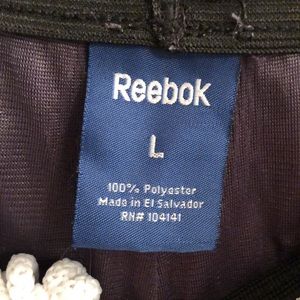 Reebok
L
100% Polyester
Made in El Salvador
RN# 104141